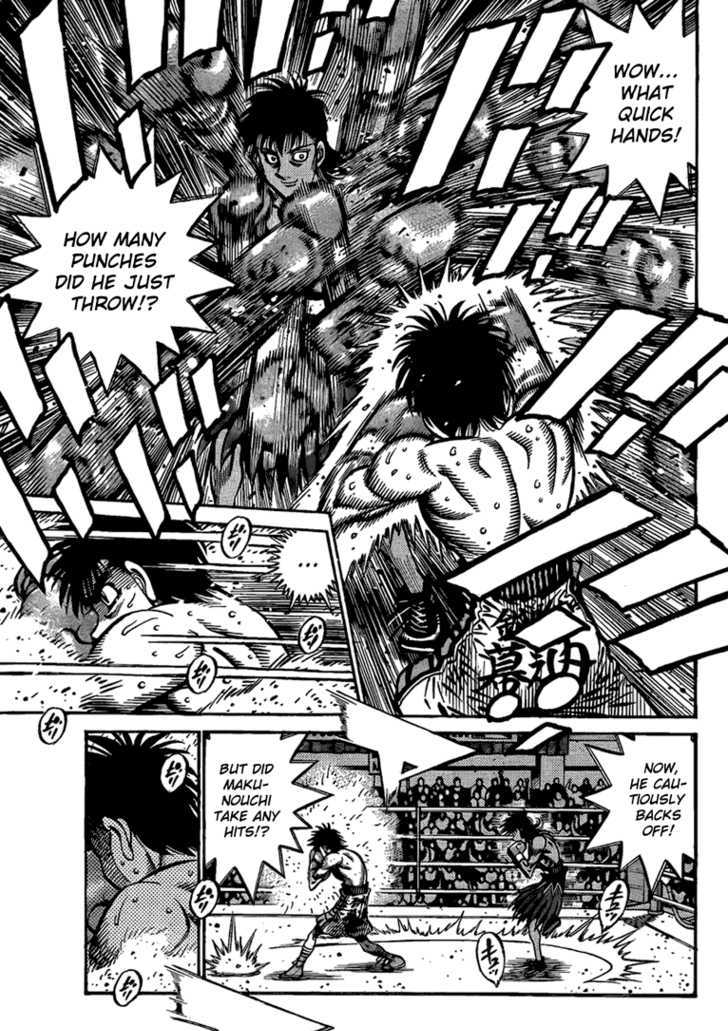 WOW...
WHAT
QUICK
HANDS!
HOW MANY
PUNCHES
DID HE JUST
THROW!?
...
NOW,
HE CAU-
TIOUSLY
BACKS
OFF!
BUT DID
MAKU-
NOUCHI
TAKE ANY
HITS!?